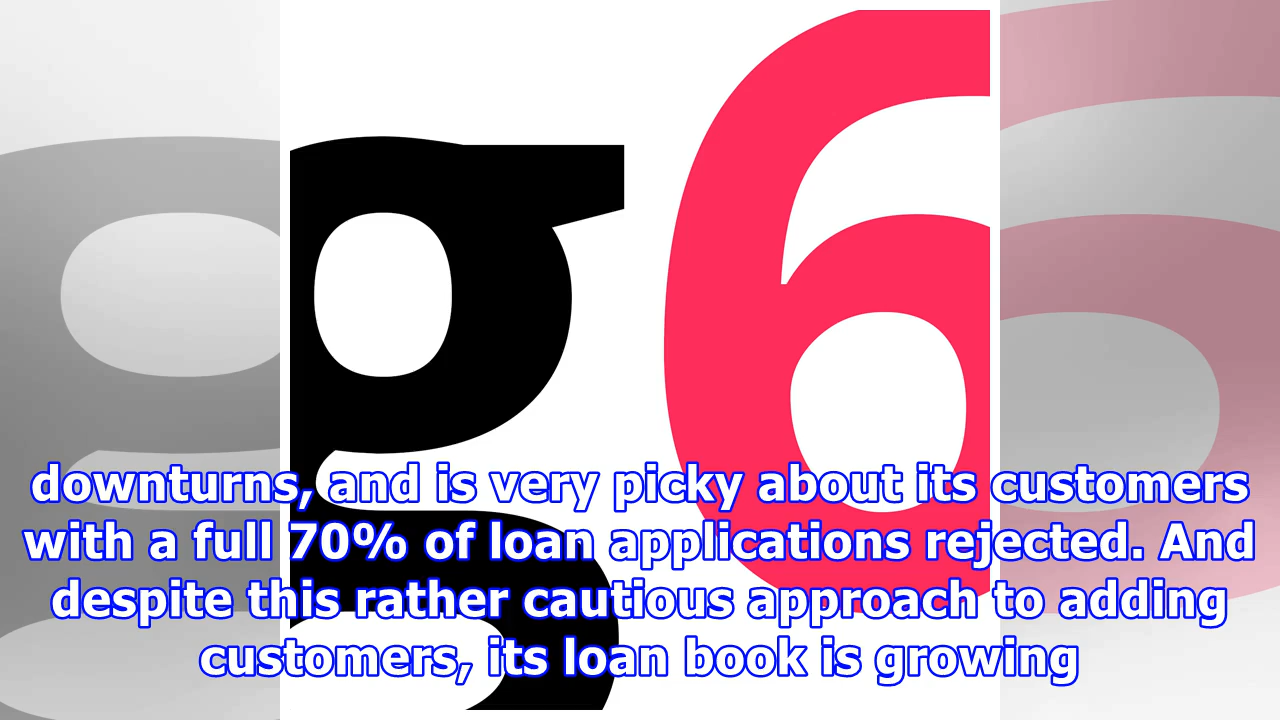 g6
downturns, and is very picky about its customers
with a full 70% of loan applications rejected. And
despite this rather cautious approach to adding
customers, its loan book is growing